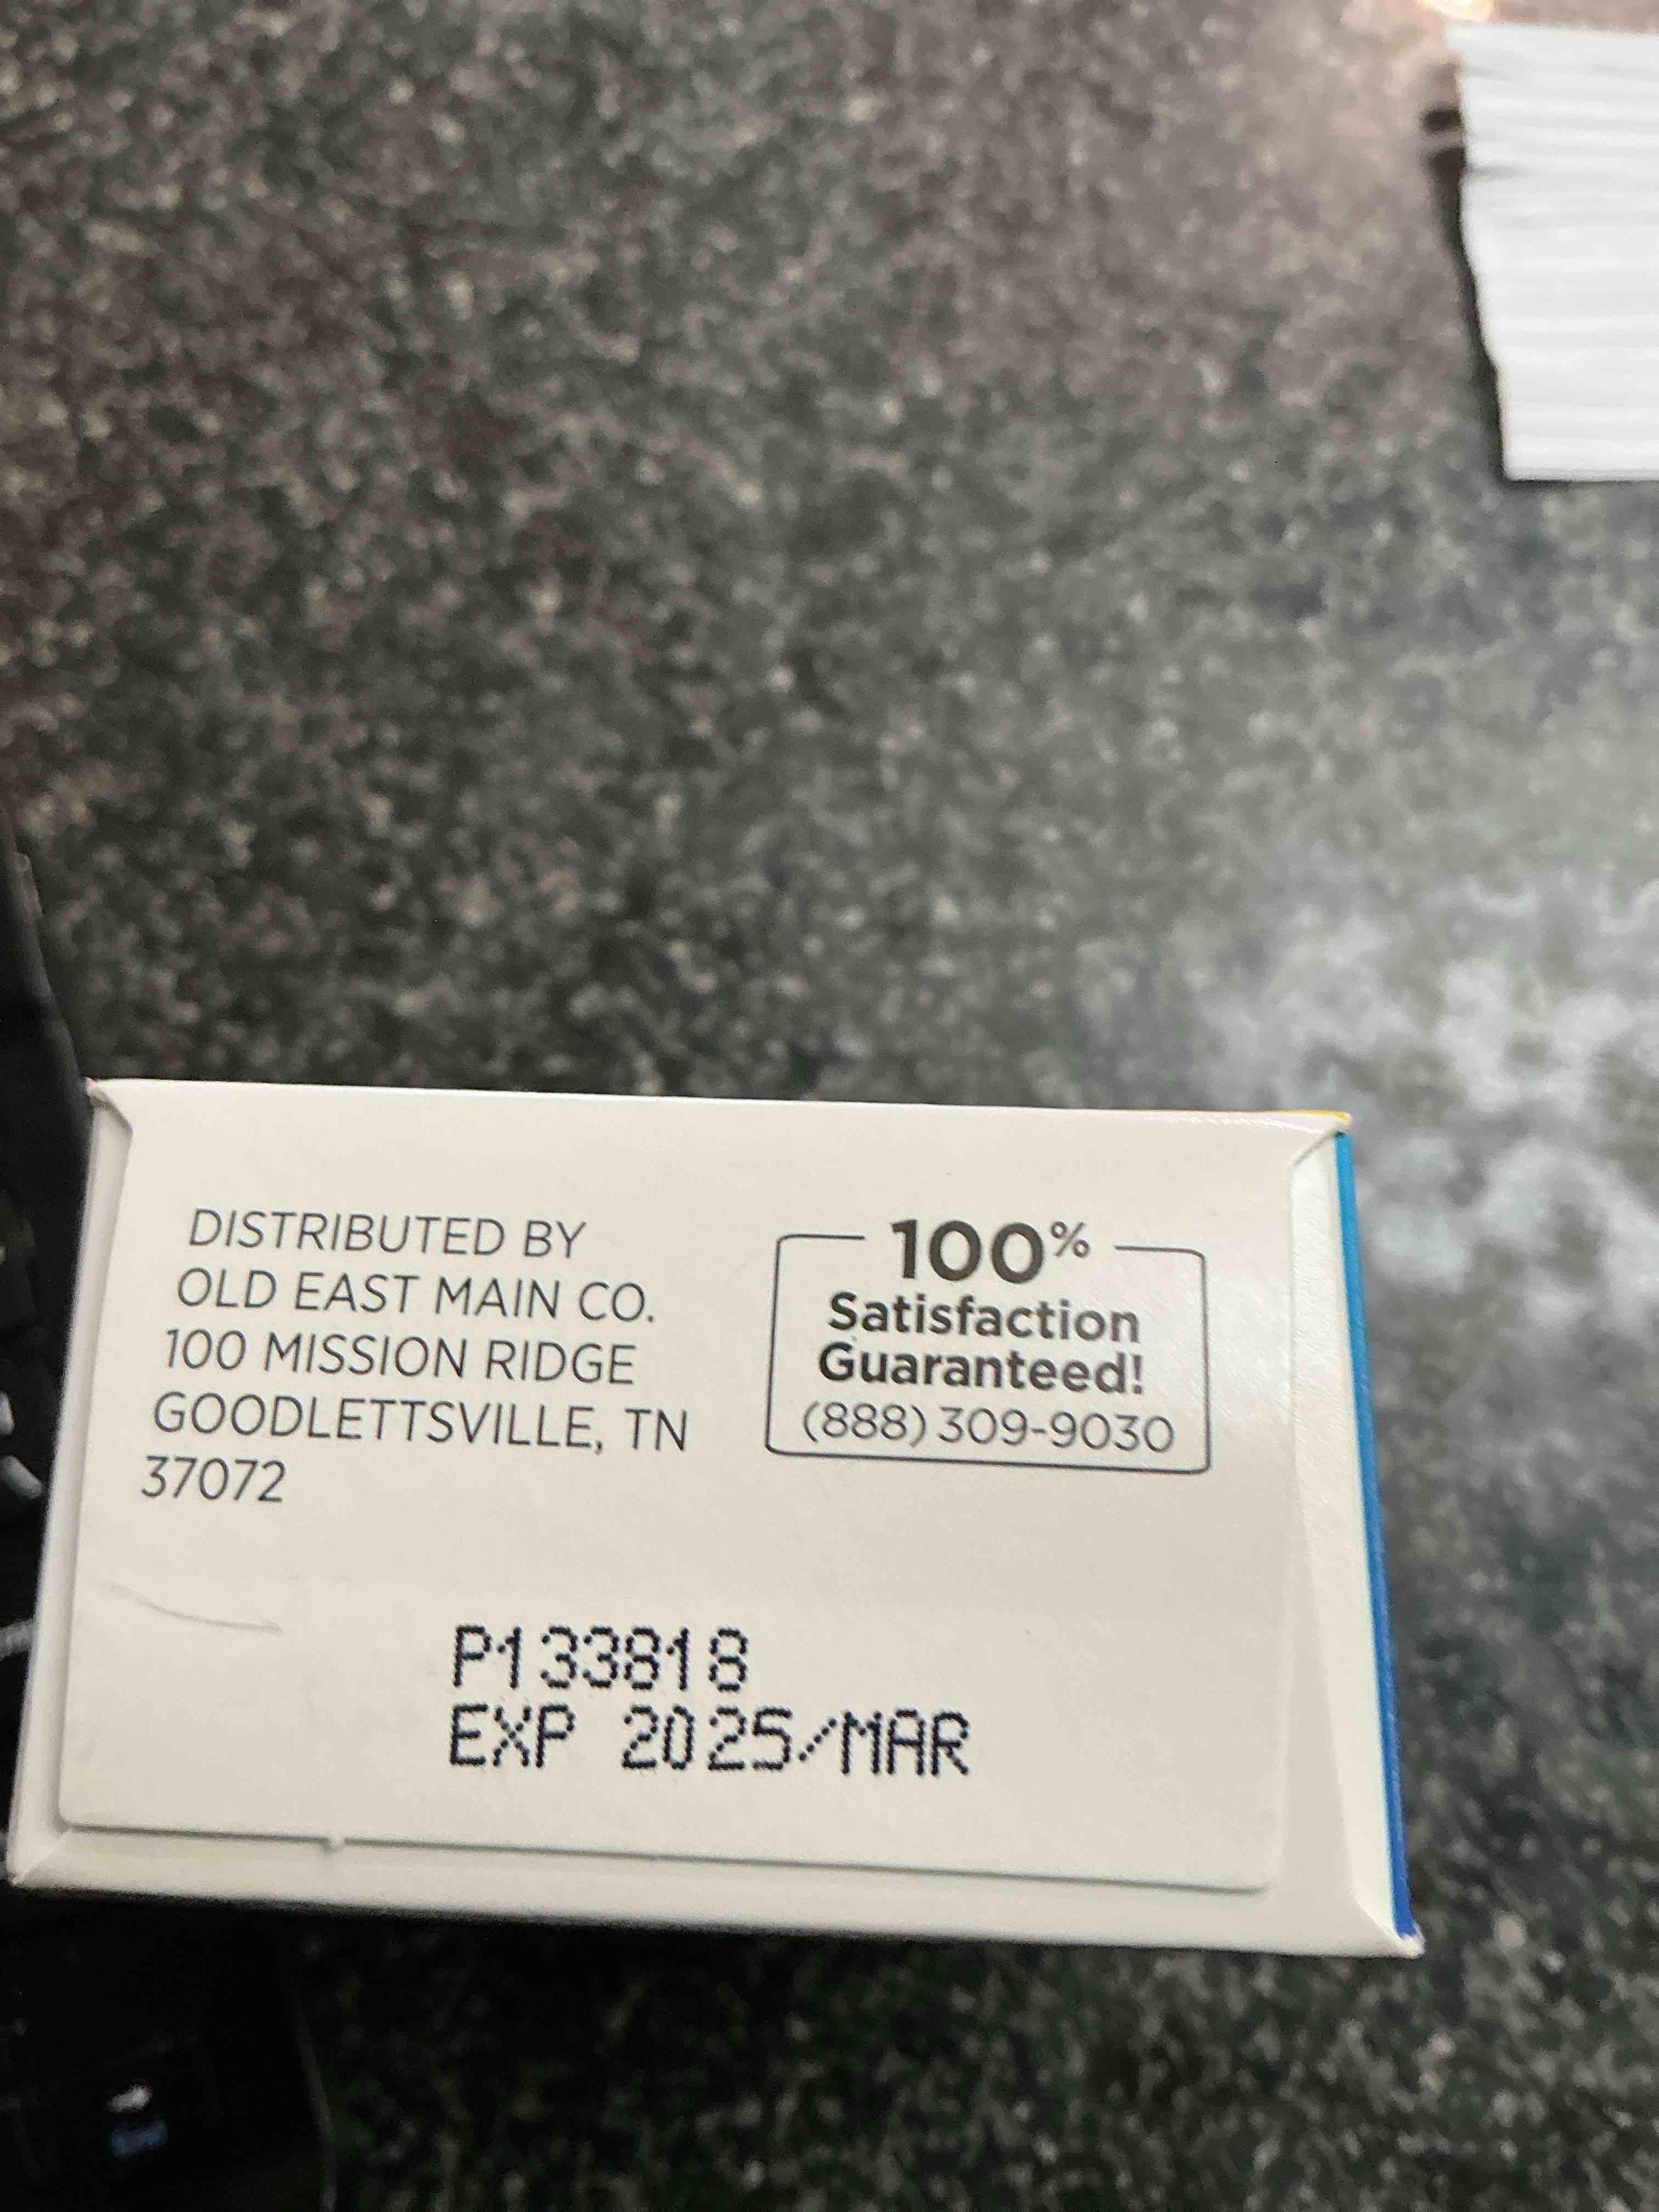 DISTRIBUTED BY
OLD EAST MAIN CO.
100 MISSION RIDGE
GOODLETTSVILLE, TN
37072
100%
Satisfaction
Guaranteed!
(888) 309-9030
P133818
EXP 2025/MAR